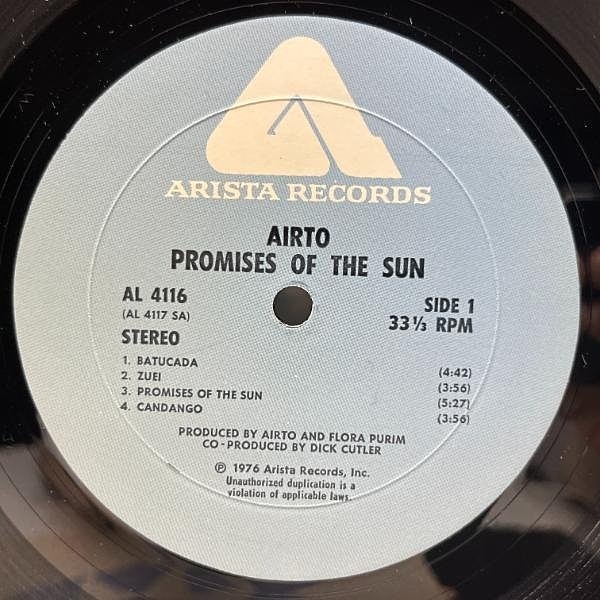 ARISTA RECORDS
AIRTO
PROMISES OF THE SUN
AL 4116
(AL 4117 SA)
STEREO
SIDE 1
33 1/3 RPM
1. BATUCADA (4:42)
2. ZUEI (3:56)
3. PROMISES OF THE SUN (5:27)
4. CANDANGO (3:56)
PRODUCED BY AIRTO AND FLORA PURIM
CO-PRODUCED BY DICK CUTLER
℗ 1976 Arista Records, Inc.
Unauthorized duplication is a
violation of applicable laws.